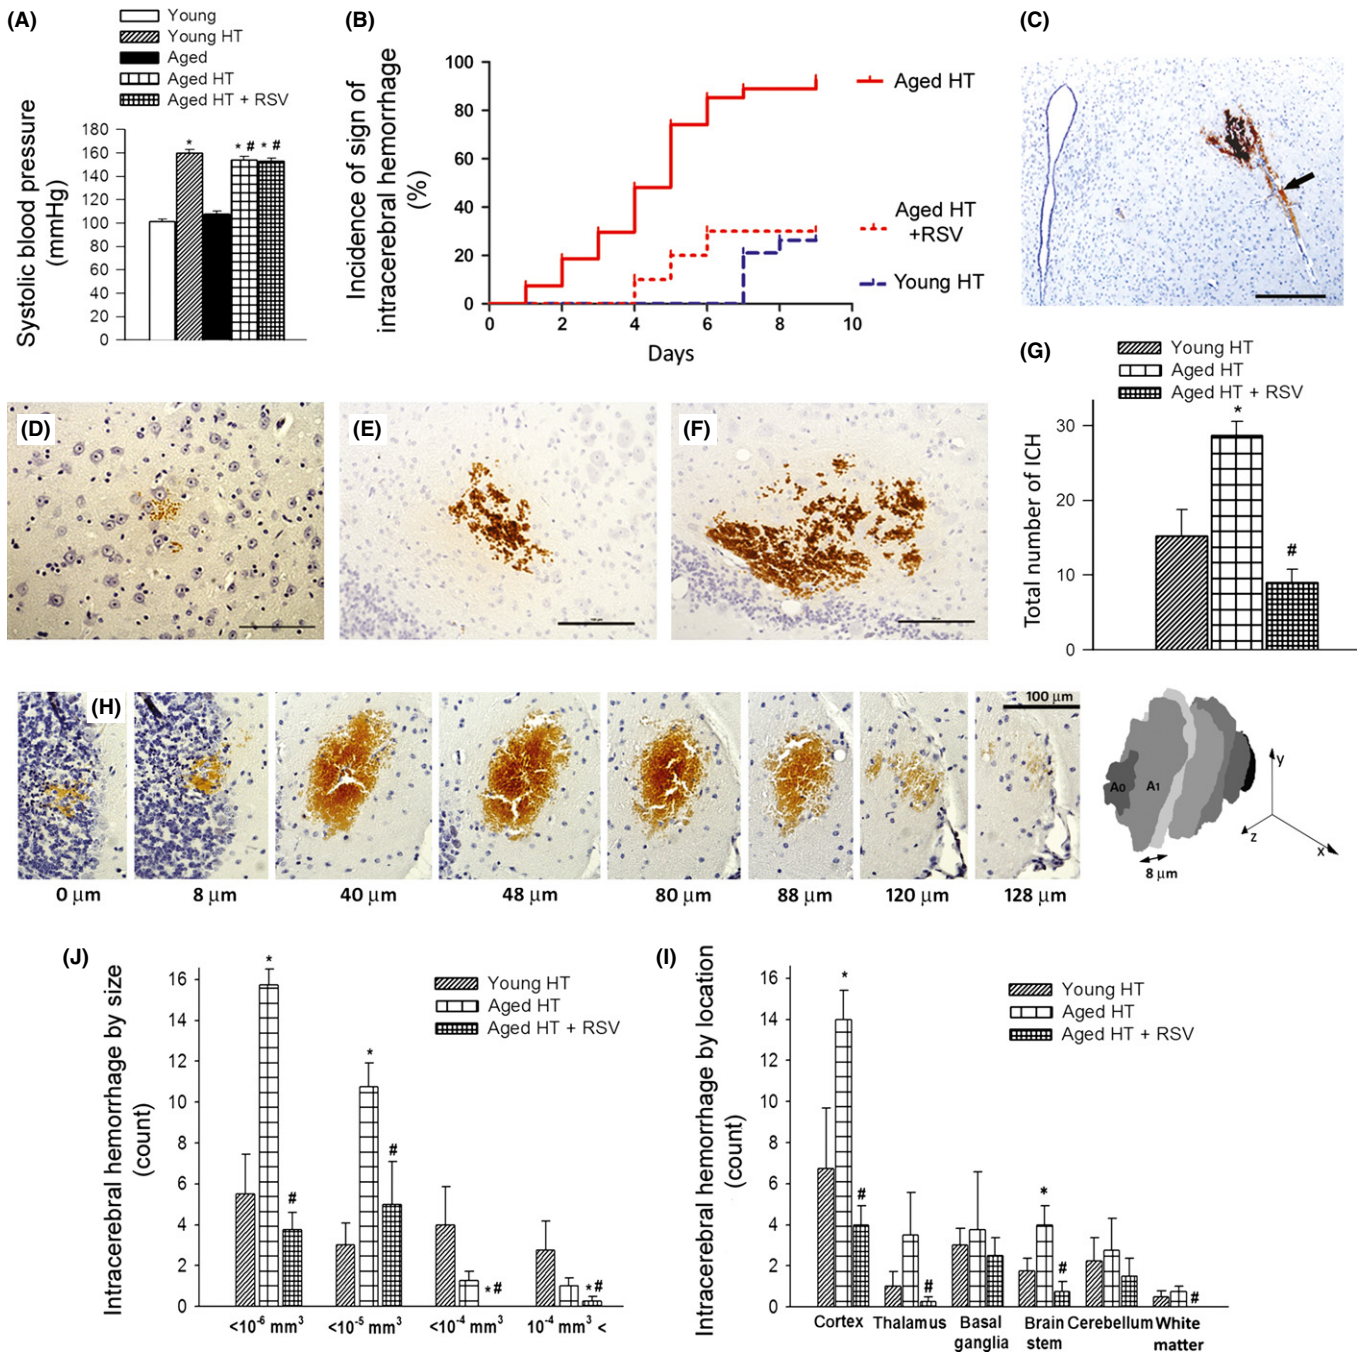 (A)
Young
Young HT
Aged
Aged HT
Aged HT + RSV
Systolic blood pressure
(mmHg)
180
160
140
120
100
80
60
40
20
0
*
* #
* #
(B)
Incidence of sign of
intracerebral hemorrhage
(%)
100
80
60
40
20
0
0 2 4 6 8 10
Days
Aged HT
Aged HT
+RSV
Young HT
(C)
(D)
(E)
(F)
(G)
Young HT
Aged HT
Aged HT + RSV
Total number of ICH
30
20
10
0
*
#
(H)
100 μm
0 μm
8 μm
40 μm
48 μm
80 μm
88 μm
120 μm
128 μm
A0
A1
8 μm
y
z
x
(J)
Intracerebral hemorrhage by size
(count)
16
14
12
10
8
6
4
2
0
Young HT
Aged HT
Aged HT + RSV
*
#
*
#
*#
*#
<10⁻⁶ mm³
<10⁻⁵ mm³
<10⁻⁴ mm³
10⁻⁴ mm³ <
(I)
Intracerebral hemorrhage by location
(count)
16
14
12
10
8
6
4
2
0
Young HT
Aged HT
Aged HT + RSV
*
#
#
*
#
#
Cortex
Thalamus
Basal
ganglia
Brain
stem
Cerebellum
White
matter